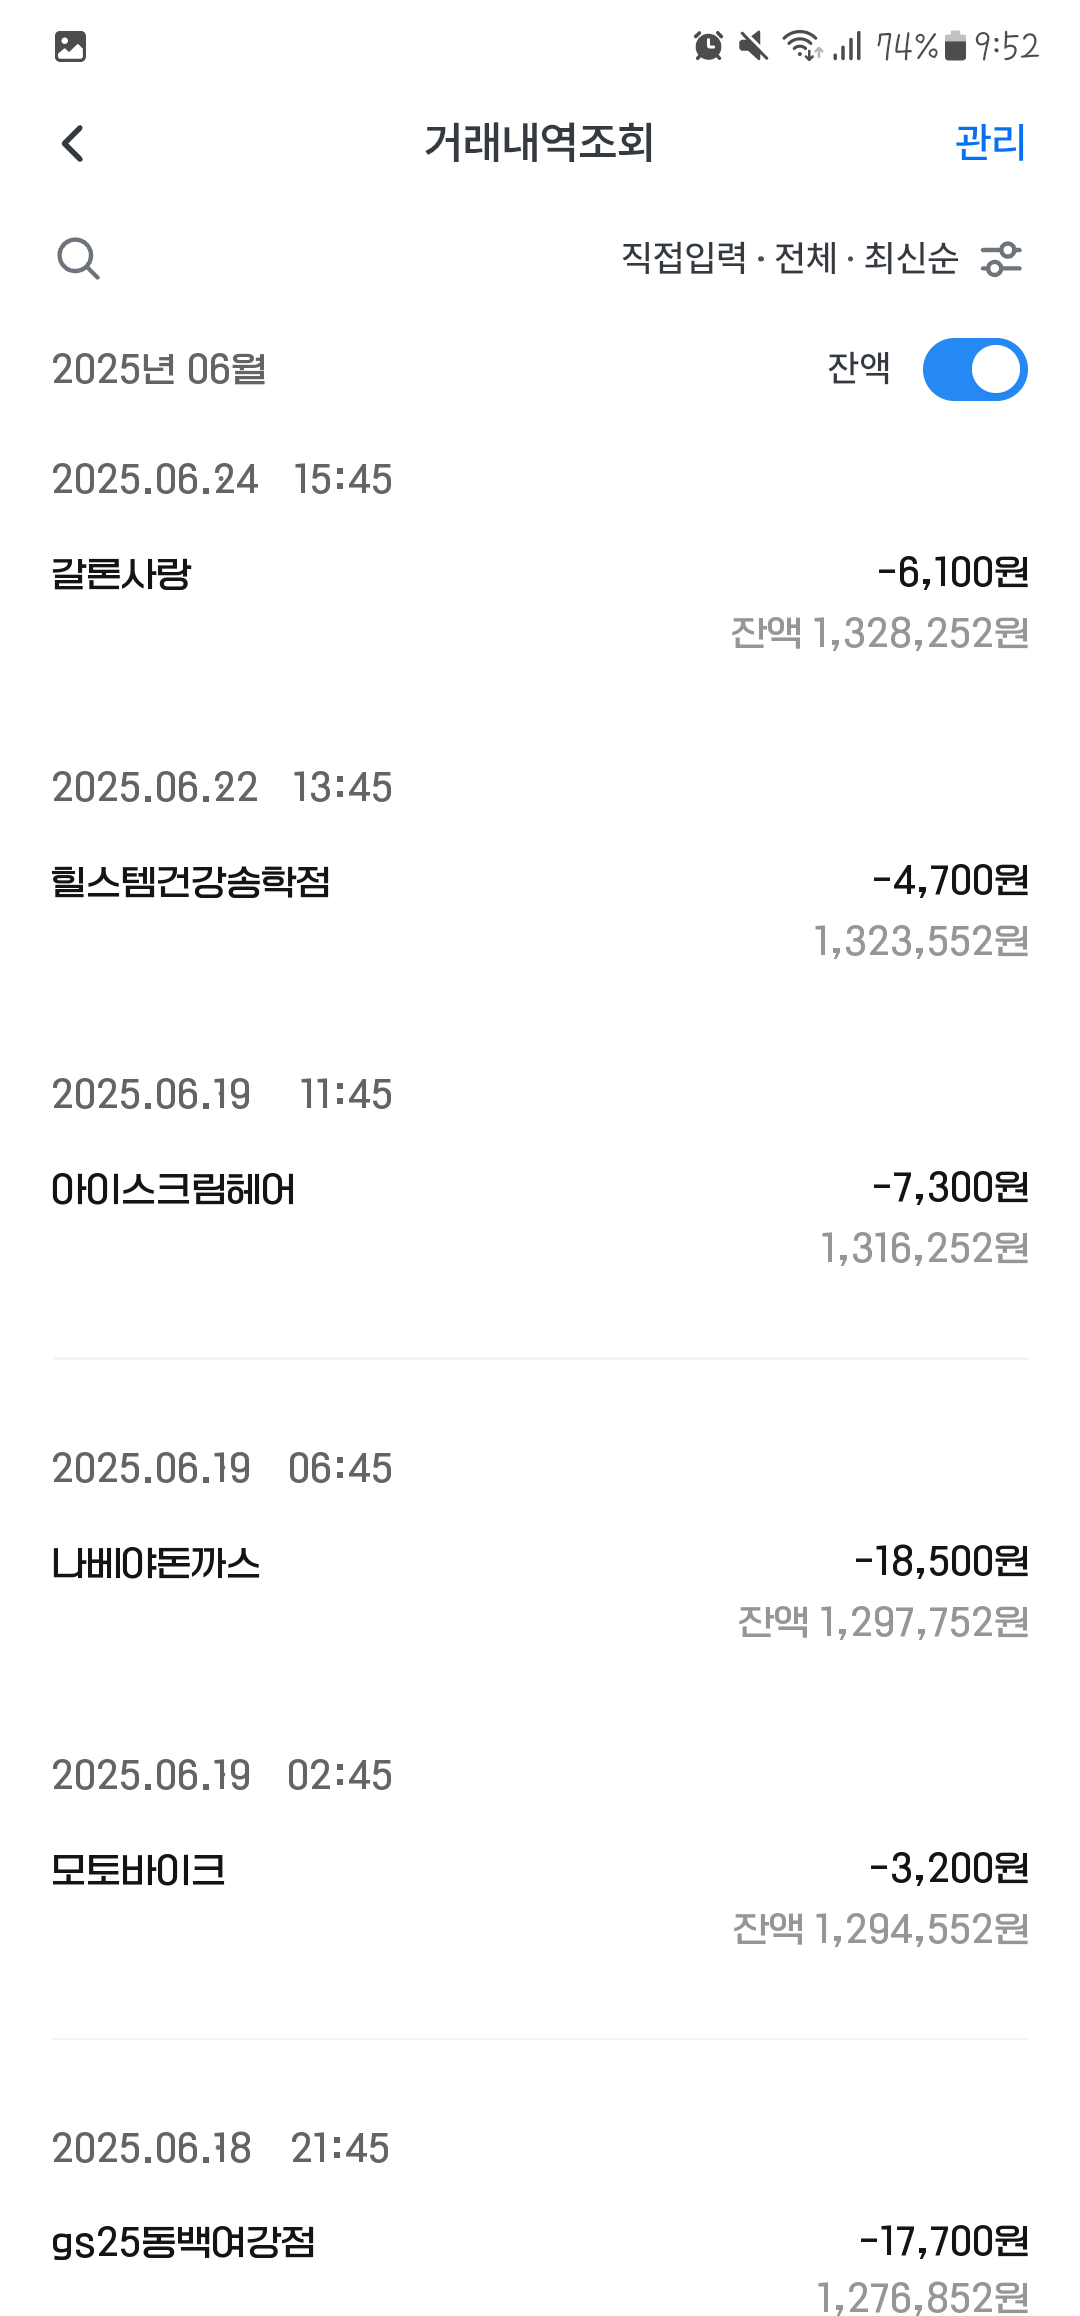 74% 9:52
거래내역조회 관리
직접입력 · 전체 · 최신순
2025년 06월 잔액
2025.06.24 15:45
갈론사랑 -6,100원
잔액 1,328,252원
2025.06.22 13:45
힐스템건강송학점 -4,700원
1,323,552원
2025.06.19 11:45
아이스크림헤어 -7,300원
1,316,252원
2025.06.19 06:45
나베야돈까스 -18,500원
잔액 1,297,752원
2025.06.19 02:45
모토바이크 -3,200원
잔액 1,294,552원
2025.06.18 21:45
gs25동백여강점 -17,700원
1,276,852원